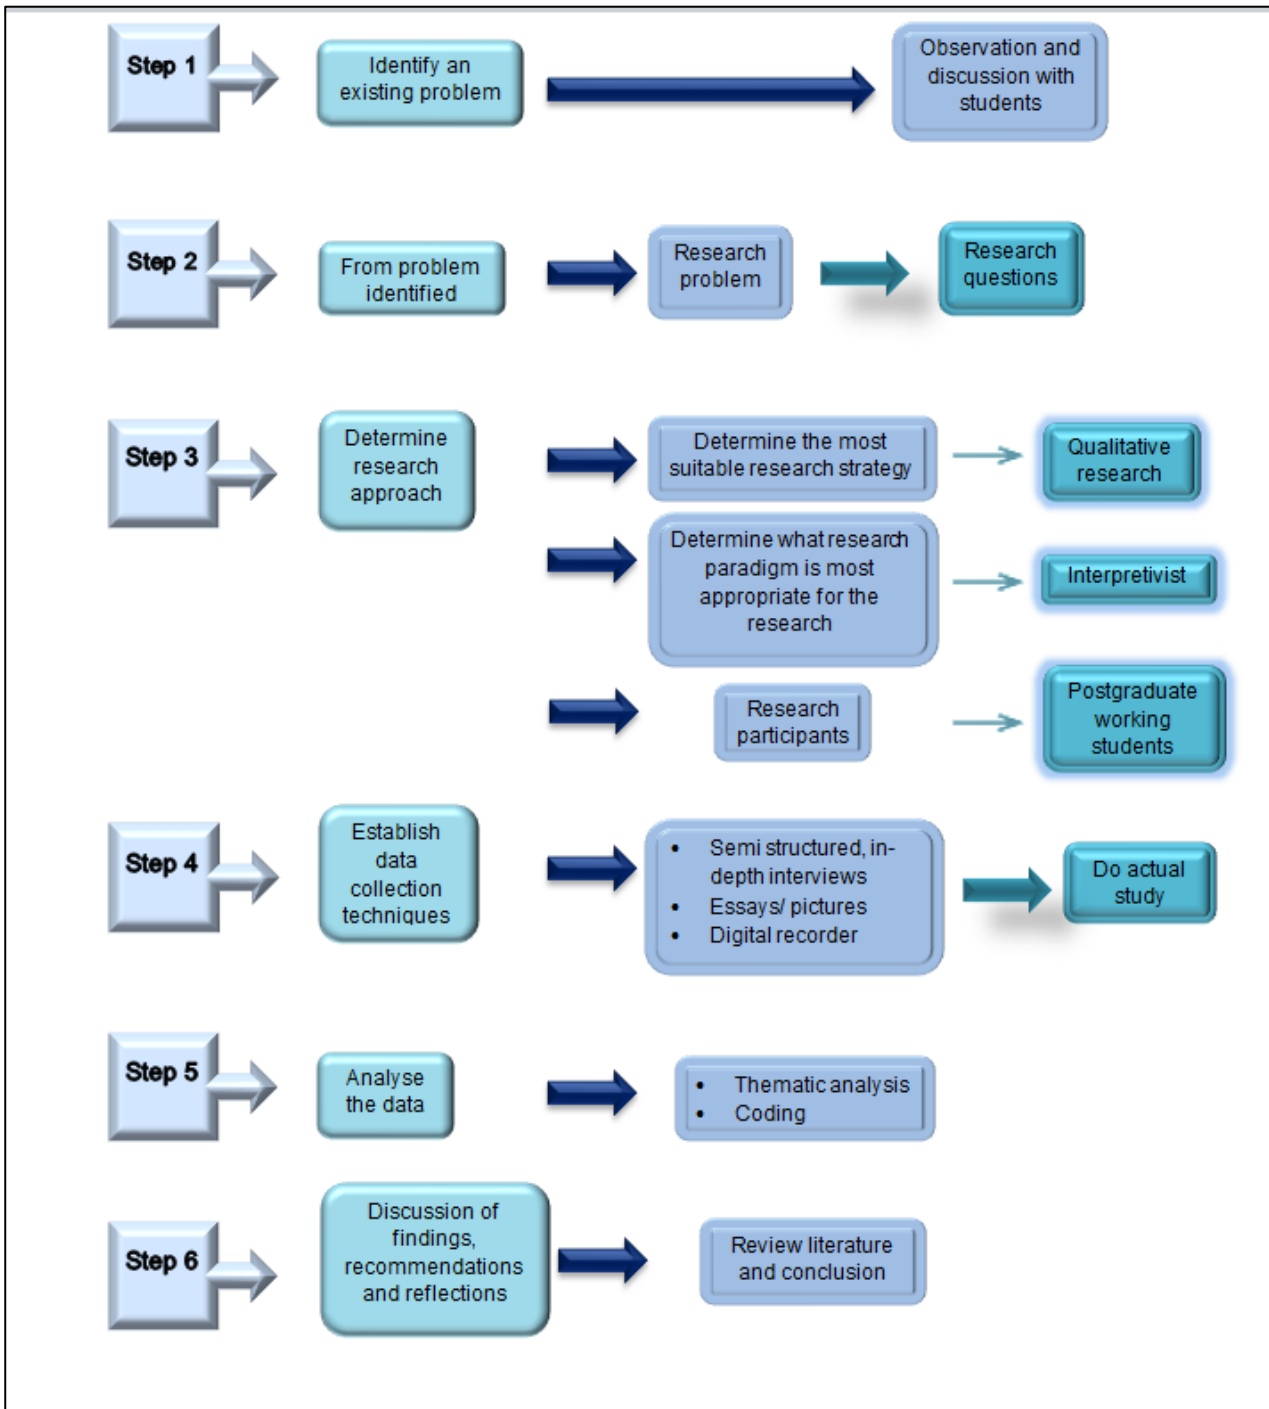 Step 1
Identify an
existing problem
Observation and
discussion with
students
Step 2
From problem
identified
Research
problem
Research
questions
Step 3
Determine
research
approach
Determine the most
suitable research strategy
Qualitative
research
Determine what research
paradigm is most
appropriate for the
research
Interpretivist
Research
participants
Postgraduate
working
students
Step 4
Establish
data
collection
techniques
• Semi structured, in-
depth interviews
• Essays/ pictures
• Digital recorder
Do actual
study
Step 5
Analyse
the data
• Thematic analysis
• Coding
Step 6
Discussion of
findings,
recommendations
and reflections
Review literature
and conclusion